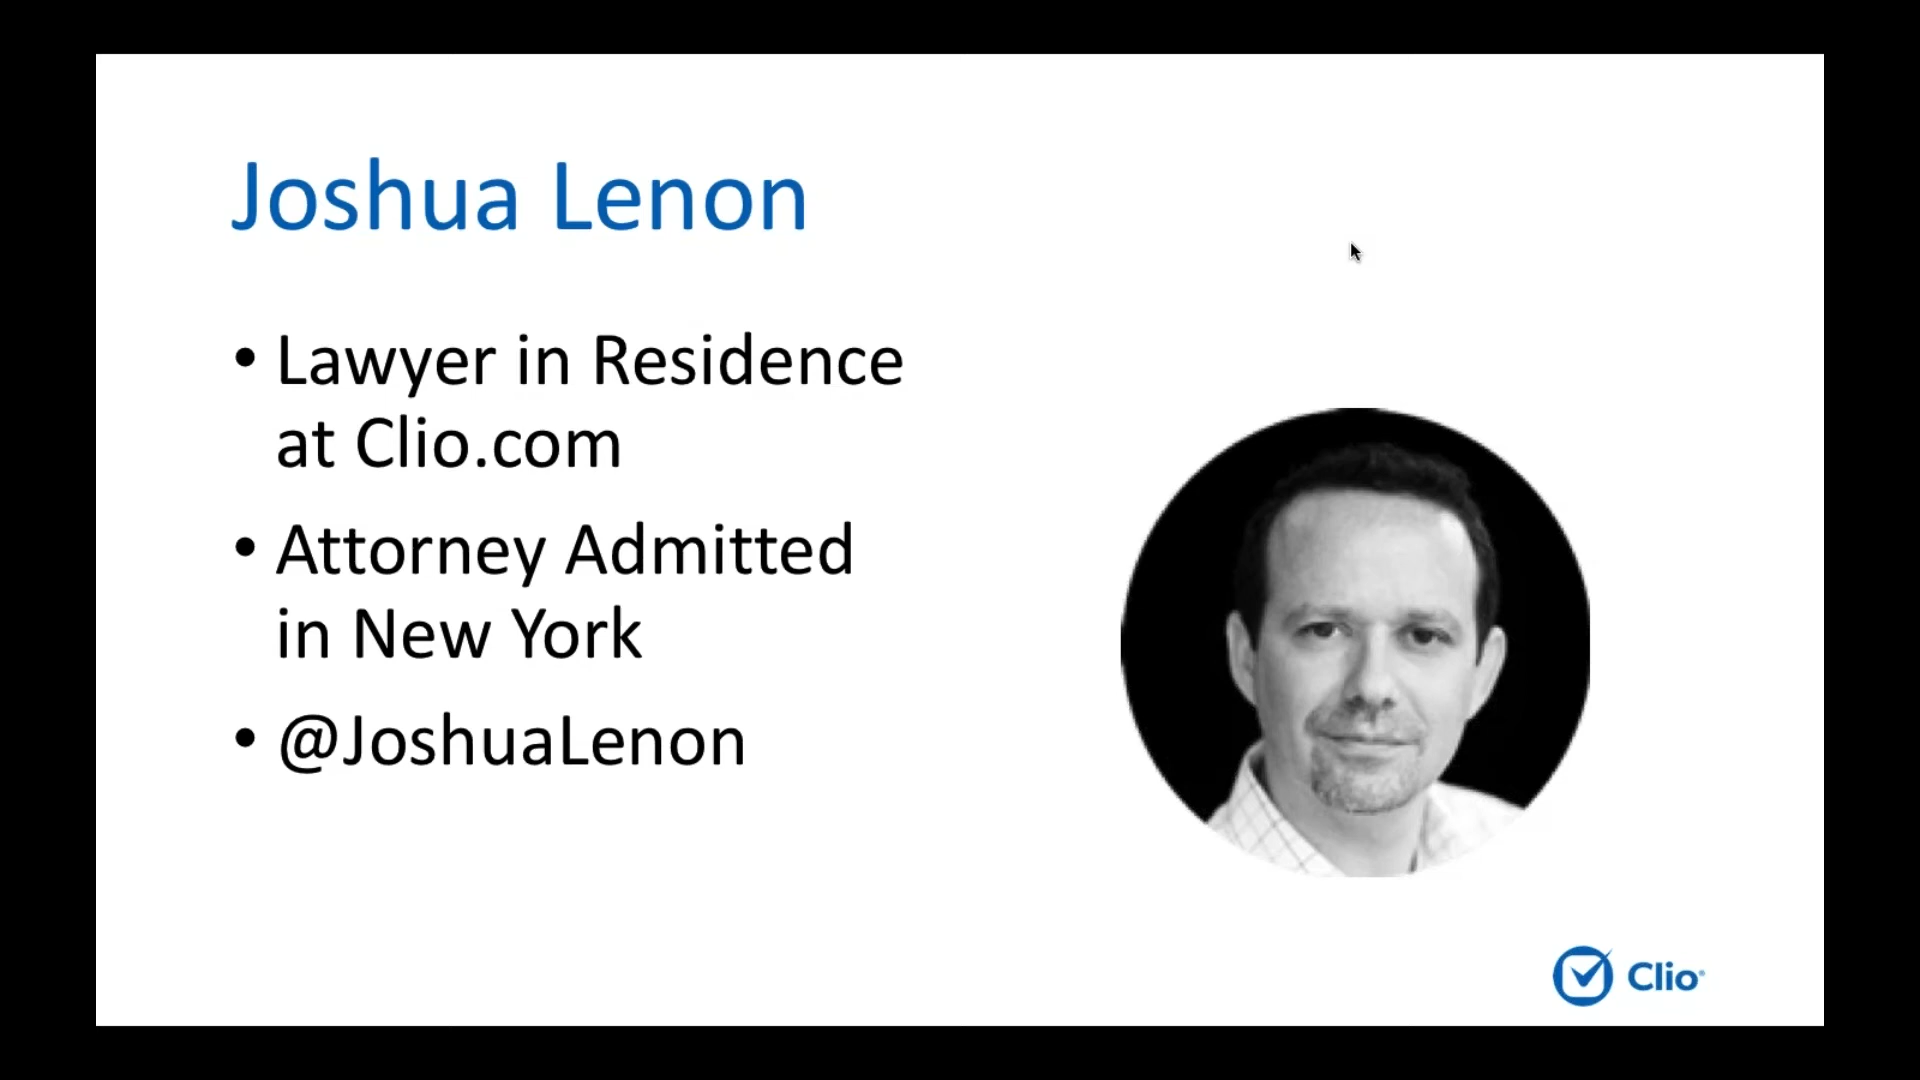 Joshua Lenon
• Lawyer in Residence
at Clio.com
• Attorney Admitted
in New York
• @JoshuaLenon
Clio®